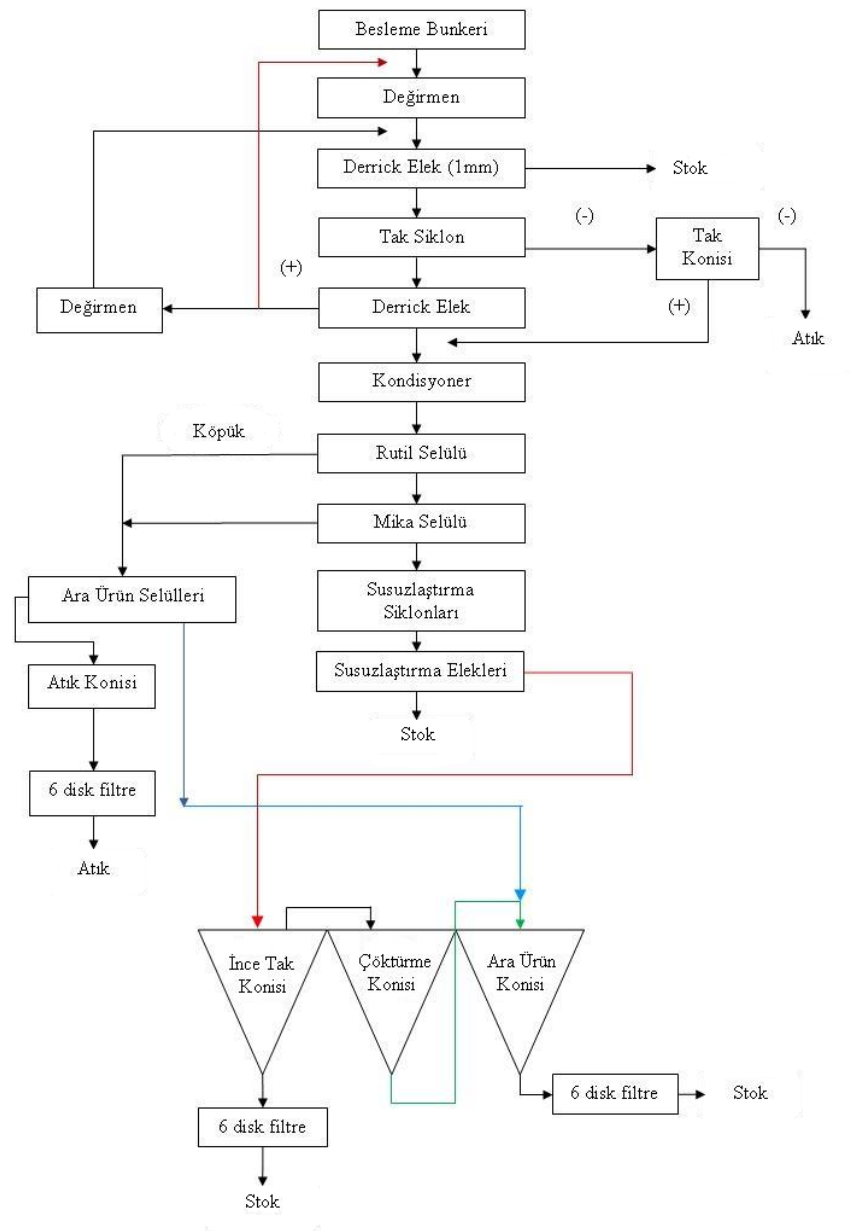 Besleme Bunkeri
Değirmen
Derrick Elek (1mm)
Stok
Tak Siklon
(-)
Tak
Konisi
(-)
(+)
Değirmen
Derrick Elek
(+)
Atık
Kondisyoner
Köpük
Rutil Selülü
Mika Selülü
Ara Ürün Selülleri
Susuzlaştırma
Siklonları
Atık Konisi
Susuzlaştırma Elekleri
Stok
6 disk filtre
Atık
İnce Tak
Konisi
Çöktürme
Konisi
Ara Ürün
Konisi
6 disk filtre
Stok
6 disk filtre
Stok